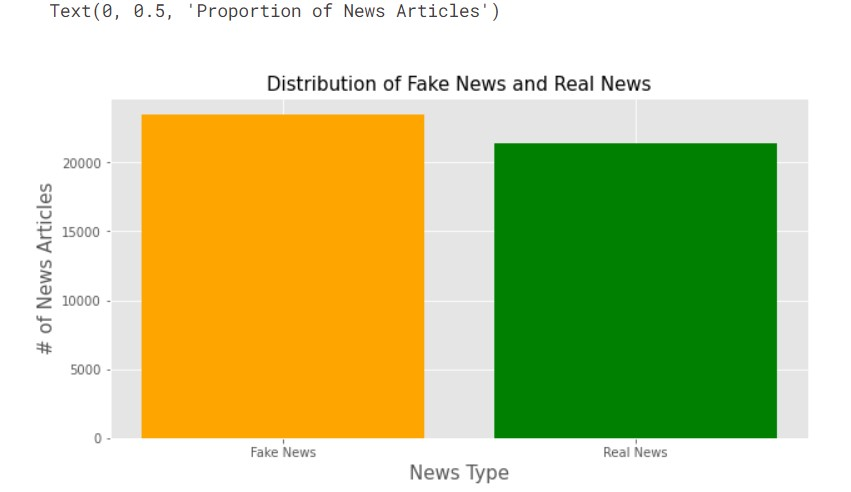 Text(0, 0.5, 'Proportion of News Articles')
Distribution of Fake News and Real News
# of News Articles
20000
15000
10000
5000
0
Fake News
Real News
News Type